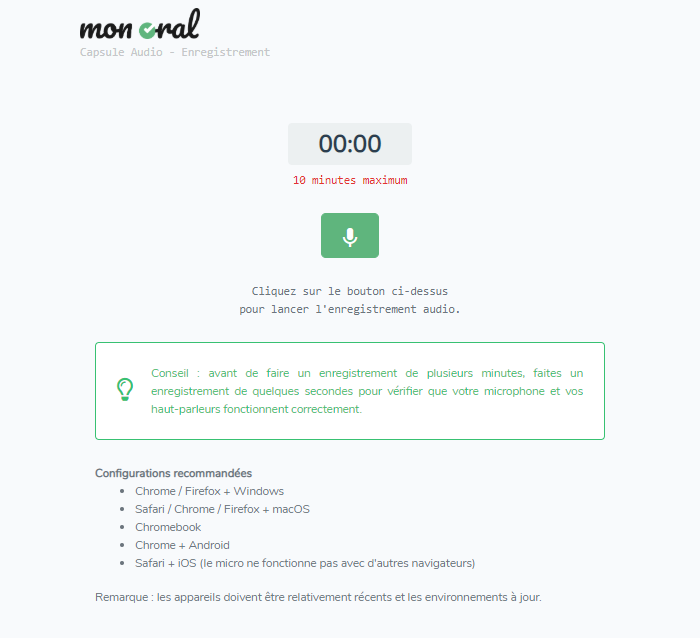 mon oral
Capsule Audio - Enregistrement
00:00
10 minutes maximum
Cliquez sur le bouton ci-dessus
pour lancer l'enregistrement audio.
Conseil : avant de faire un enregistrement de plusieurs minutes, faites un
enregistrement de quelques secondes pour vérifier que votre microphone et vos
haut-parleurs fonctionnent correctement.
Configurations recommandées
• Chrome / Firefox + Windows
• Safari / Chrome / Firefox + macOS
• Chromebook
• Chrome + Android
• Safari + iOS (le micro ne fonctionne pas avec d'autres navigateurs)
Remarque : les appareils doivent être relativement récents et les environnements à jour.